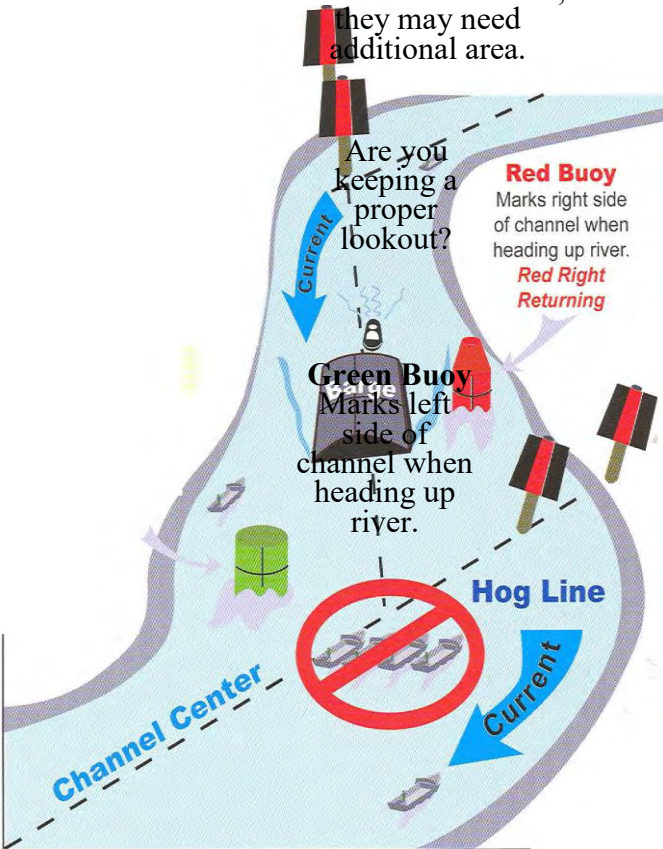 they may need
additional area.
Are you
keeping a
proper
lookout?
Red Buoy
Marks right side
of channel when
heading up river.
Red Right
Returning
Current
Green Buoy
Barge
Marks left
side of
channel when
heading up
river.
Hog Line
Current
Channel Center